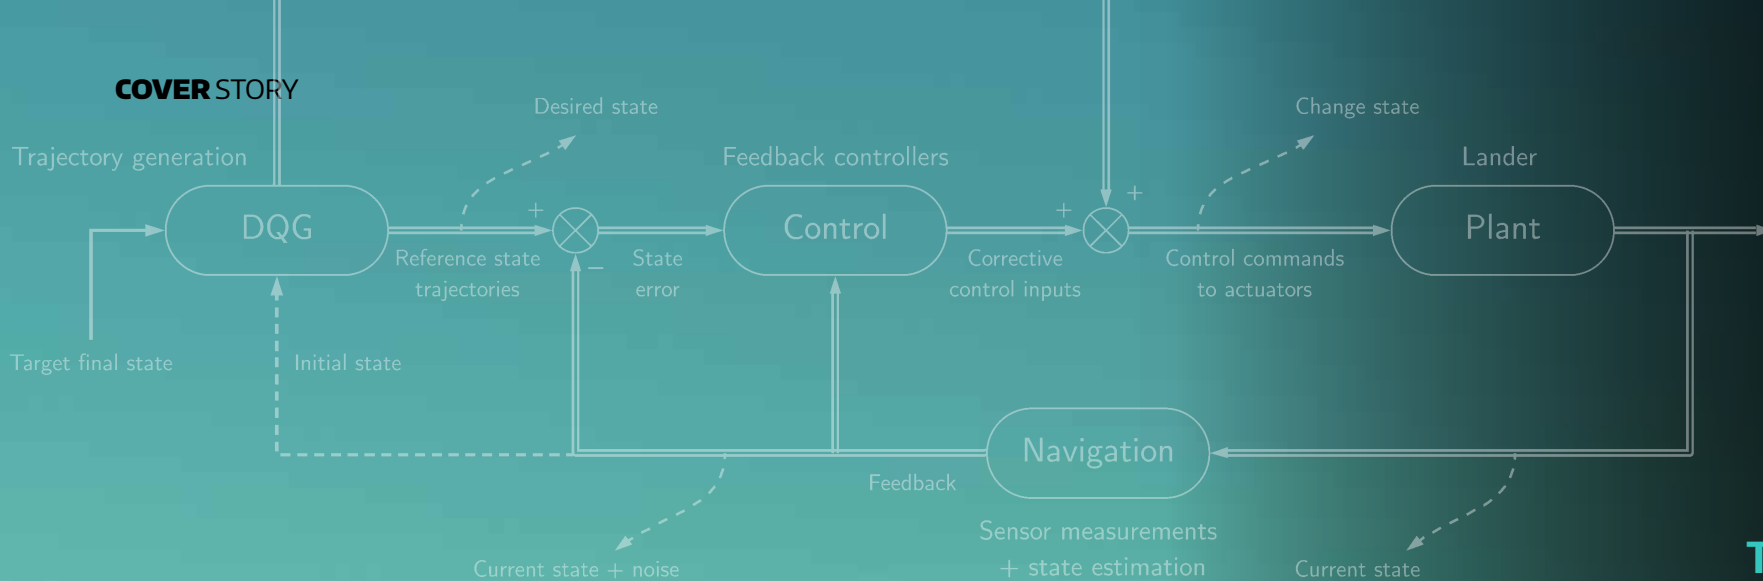 COVER STORY
Desired state
Change state
Trajectory generation
Feedback controllers
Lander
DQG
+
Control
+
+
Plant
Reference state
trajectories
−
State
error
Corrective
control inputs
Control commands
to actuators
Target final state
Initial state
Navigation
Feedback
Sensor measurements
+ state estimation
Current state + noise
Current state
T